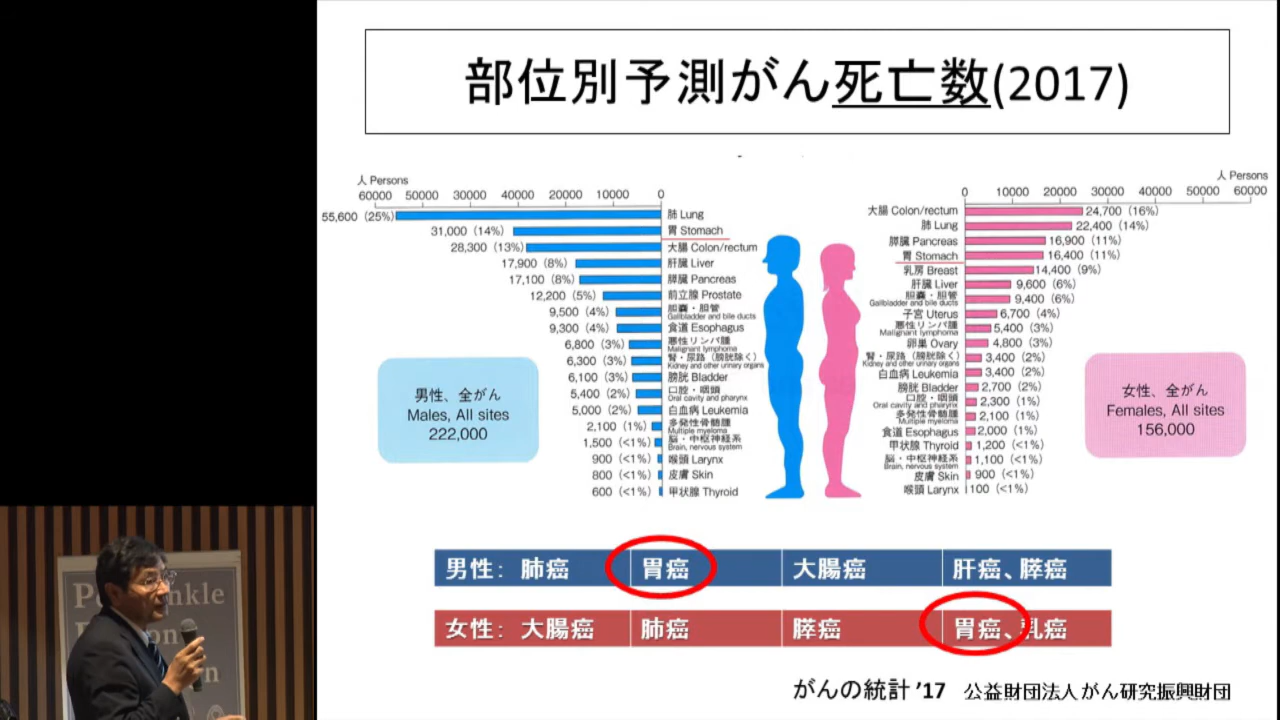 部位別予測がん死亡数(2017)
人 Persons
60000 50000 40000 30000 20000 10000 0
55,600 (25%) 肺 Lung
31,000 (14%) 胃 Stomach
28,300 (13%) 大腸 Colon/rectum
17,900 (8%) 肝臓 Liver
17,100 (8%) 膵臓 Pancreas
12,200 (5%) 前立腺 Prostate
9,500 (4%) 胆嚢・胆管 Gallbladder and bile ducts
9,300 (4%) 食道 Esophagus
6,800 (3%) 悪性リンパ腫 Malignant lymphoma
6,300 (3%) 腎・尿路(膀胱除く) Kidney and other urinary organs
6,100 (3%) 膀胱 Bladder
5,400 (2%) 口腔・咽頭 Oral cavity and pharynx
5,000 (2%) 白血病 Leukemia
2,100 (1%) 多発性骨髄腫 Multiple myeloma
1,500 (<1%) 脳・中枢神経系 Brain, nervous system
900 (<1%) 喉頭 Larynx
800 (<1%) 皮膚 Skin
600 (<1%) 甲状腺 Thyroid
男性、全がん
Males, All sites
222,000
人 Persons
0 10000 20000 30000 40000 50000 60000
大腸 Colon/rectum 24,700 (16%)
肺 Lung 22,400 (14%)
膵臓 Pancreas 16,900 (11%)
胃 Stomach 16,400 (11%)
乳房 Breast 14,400 (9%)
肝臓 Liver 9,600 (6%)
胆嚢・胆管 Gallbladder and bile ducts 9,400 (6%)
子宮 Uterus 6,700 (4%)
悪性リンパ腫 Malignant lymphoma 5,400 (3%)
卵巣 Ovary 4,800 (3%)
腎・尿路(膀胱除く) Kidney and other urinary organs 3,400 (2%)
白血病 Leukemia 3,400 (2%)
膀胱 Bladder 2,700 (2%)
口腔・咽頭 Oral cavity and pharynx 2,300 (1%)
多発性骨髄腫 Multiple myeloma 2,100 (1%)
食道 Esophagus 2,000 (1%)
甲状腺 Thyroid 1,200 (<1%)
脳・中枢神経系 Brain, nervous system 1,100 (<1%)
皮膚 Skin 900 (<1%)
喉頭 Larynx 100 (<1%)
女性、全がん
Females, All sites
156,000
男性: 肺癌 胃癌 大腸癌 肝癌、膵癌
女性: 大腸癌 肺癌 膵癌 胃癌、乳癌
がんの統計 '17 公益財団法人がん研究振興財団